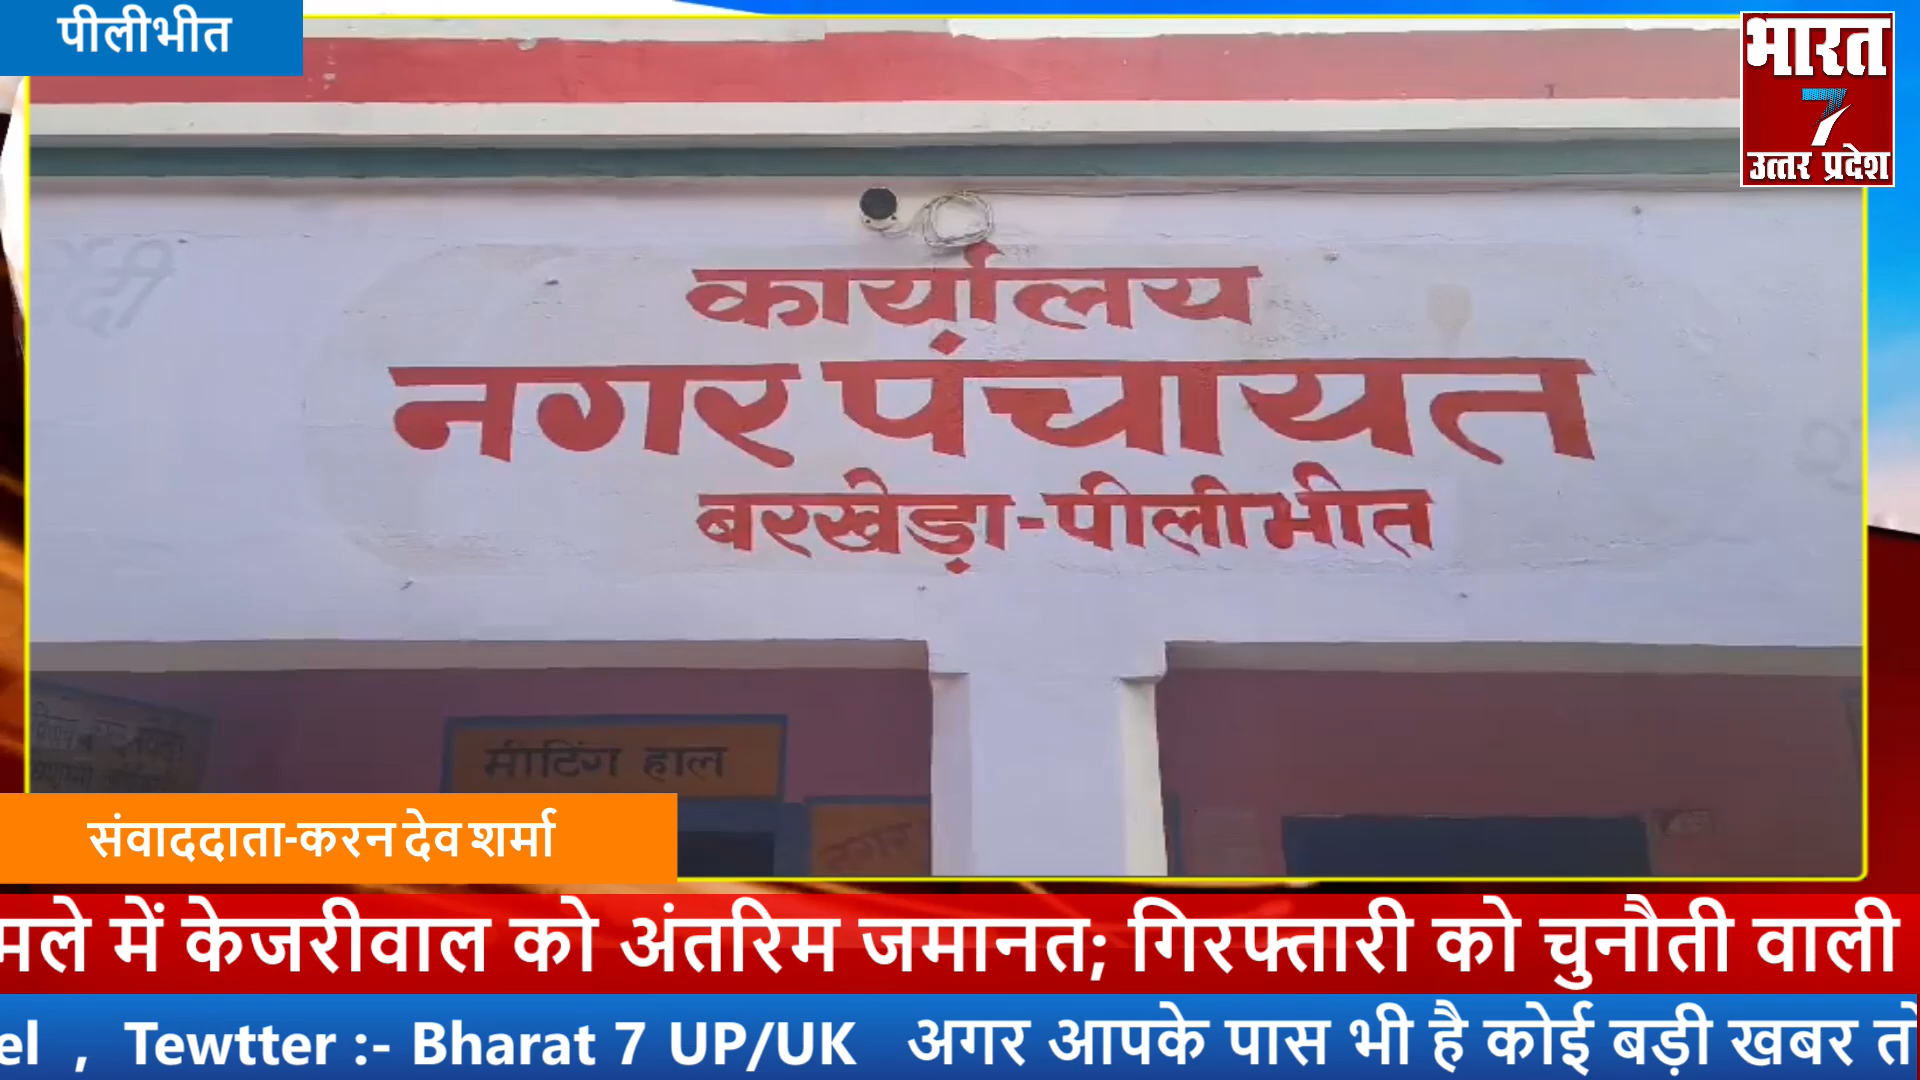 पीलीभीत
भारत
7
उत्तर प्रदेश
कार्यालय
नगर पंचायत
बरखेड़ा-पीलीभीत
मीटिंग हाल
नगर
संवाददाता-करन देव शर्मा
मले में केजरीवाल को अंतरिम जमानत; गिरफ्तारी को चुनौती वाली
el , Tewtter :- Bharat 7 UP/UK अगर आपके पास भी है कोई बड़ी खबर तो